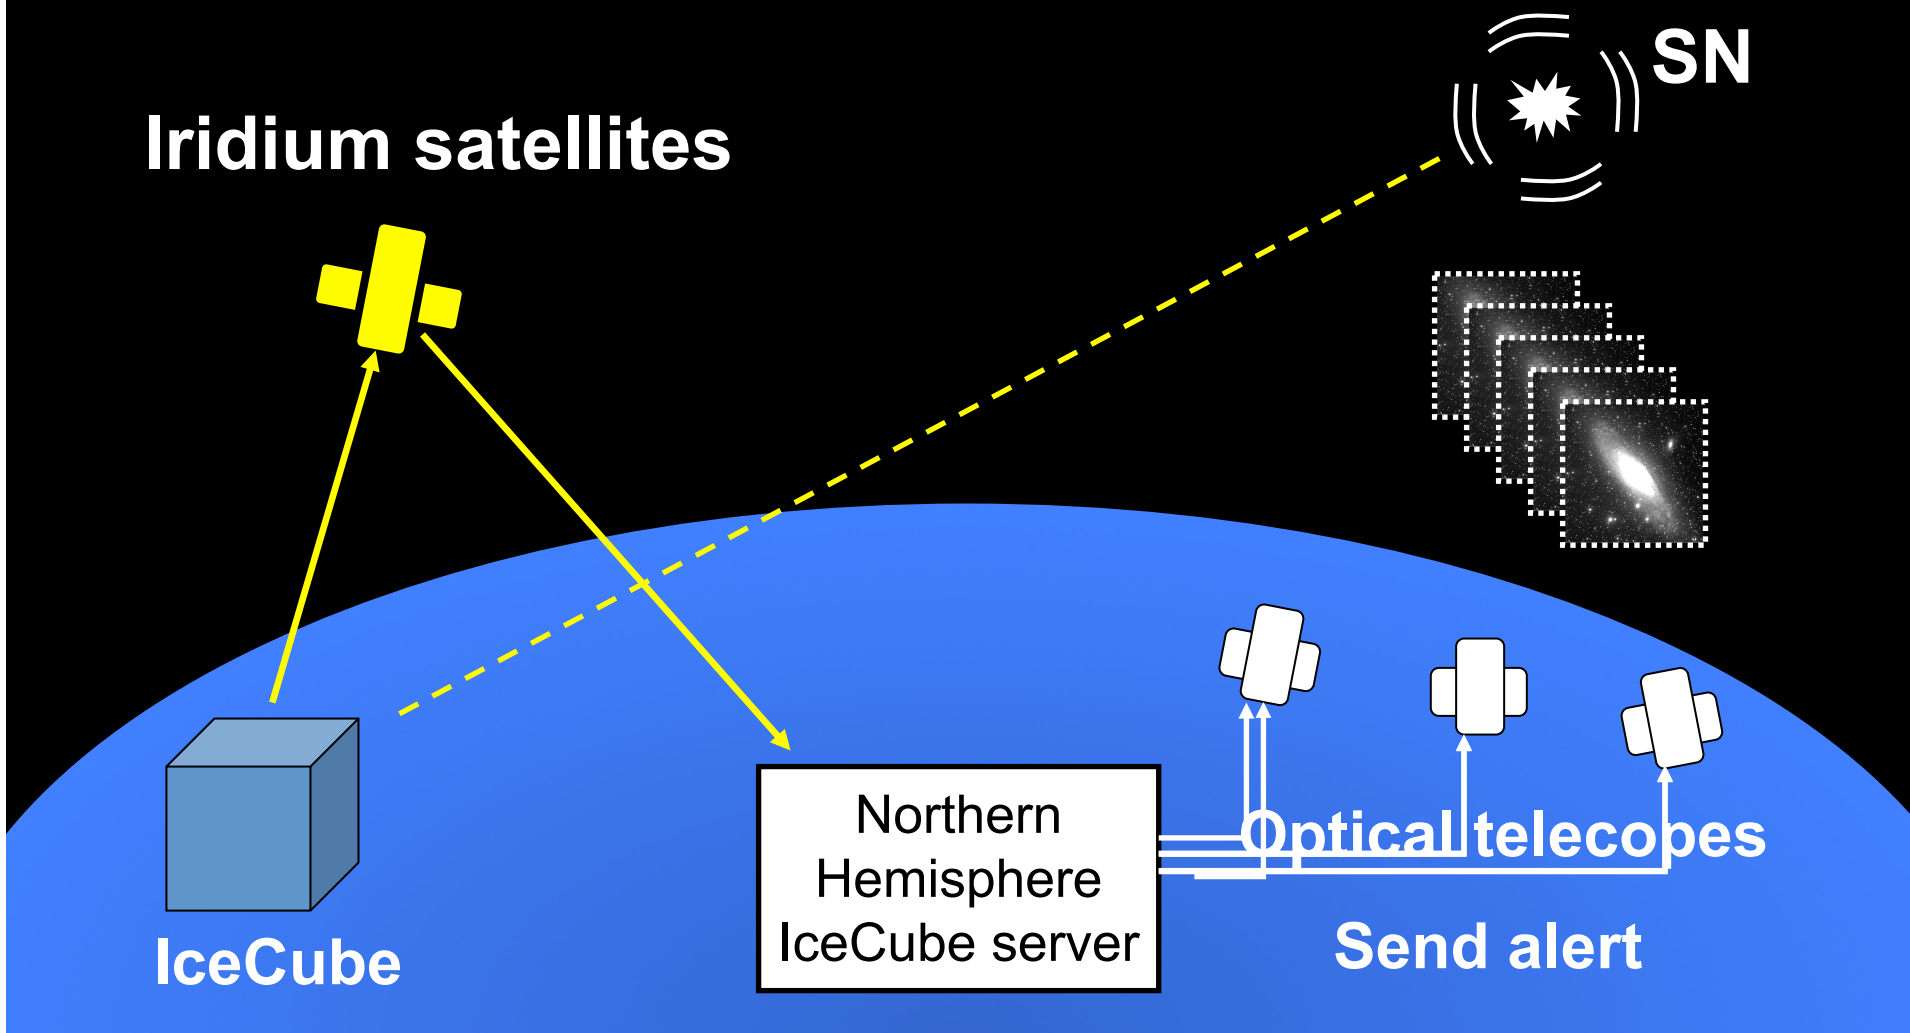 SN
Iridium satellites
Optical telecopes
Northern
Hemisphere
IceCube server
Send alert
IceCube